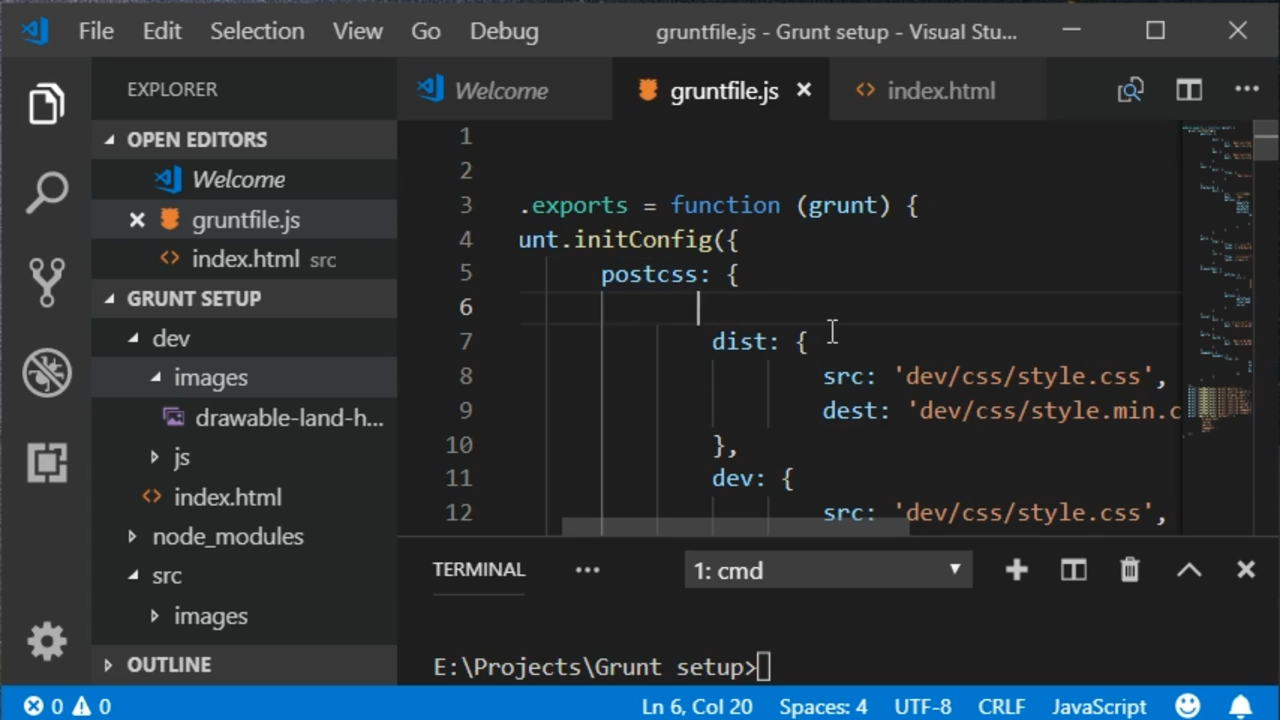 File Edit Selection View Go Debug gruntfile.js - Grunt setup - Visual Stu...
EXPLORER
OPEN EDITORS
Welcome
gruntfile.js
index.html src
GRUNT SETUP
dev
images
drawable-land-h...
js
index.html
node_modules
src
images
OUTLINE
Welcome gruntfile.js index.html
1
2
3 .exports = function (grunt) {
4 unt.initConfig({
5 postcss: {
6
7 dist: {
8 src: 'dev/css/style.css',
9 dest: 'dev/css/style.min.c
10 },
11 dev: {
12 src: 'dev/css/style.css',
TERMINAL ... 1: cmd
E:\Projects\Grunt setup>
0 0 Ln 6, Col 20 Spaces: 4 UTF-8 CRLF JavaScript